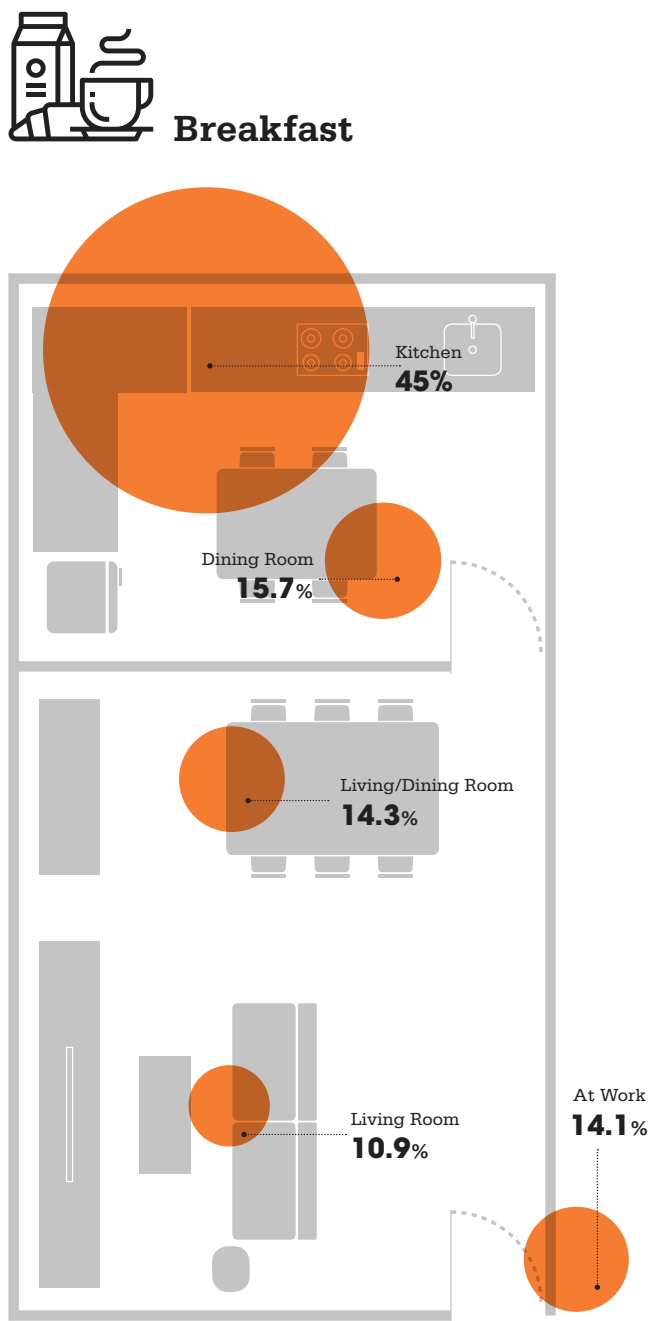 Breakfast
Kitchen
45%
Dining Room
15.7%
Living/Dining Room
14.3%
Living Room
10.9%
At Work
14.1%